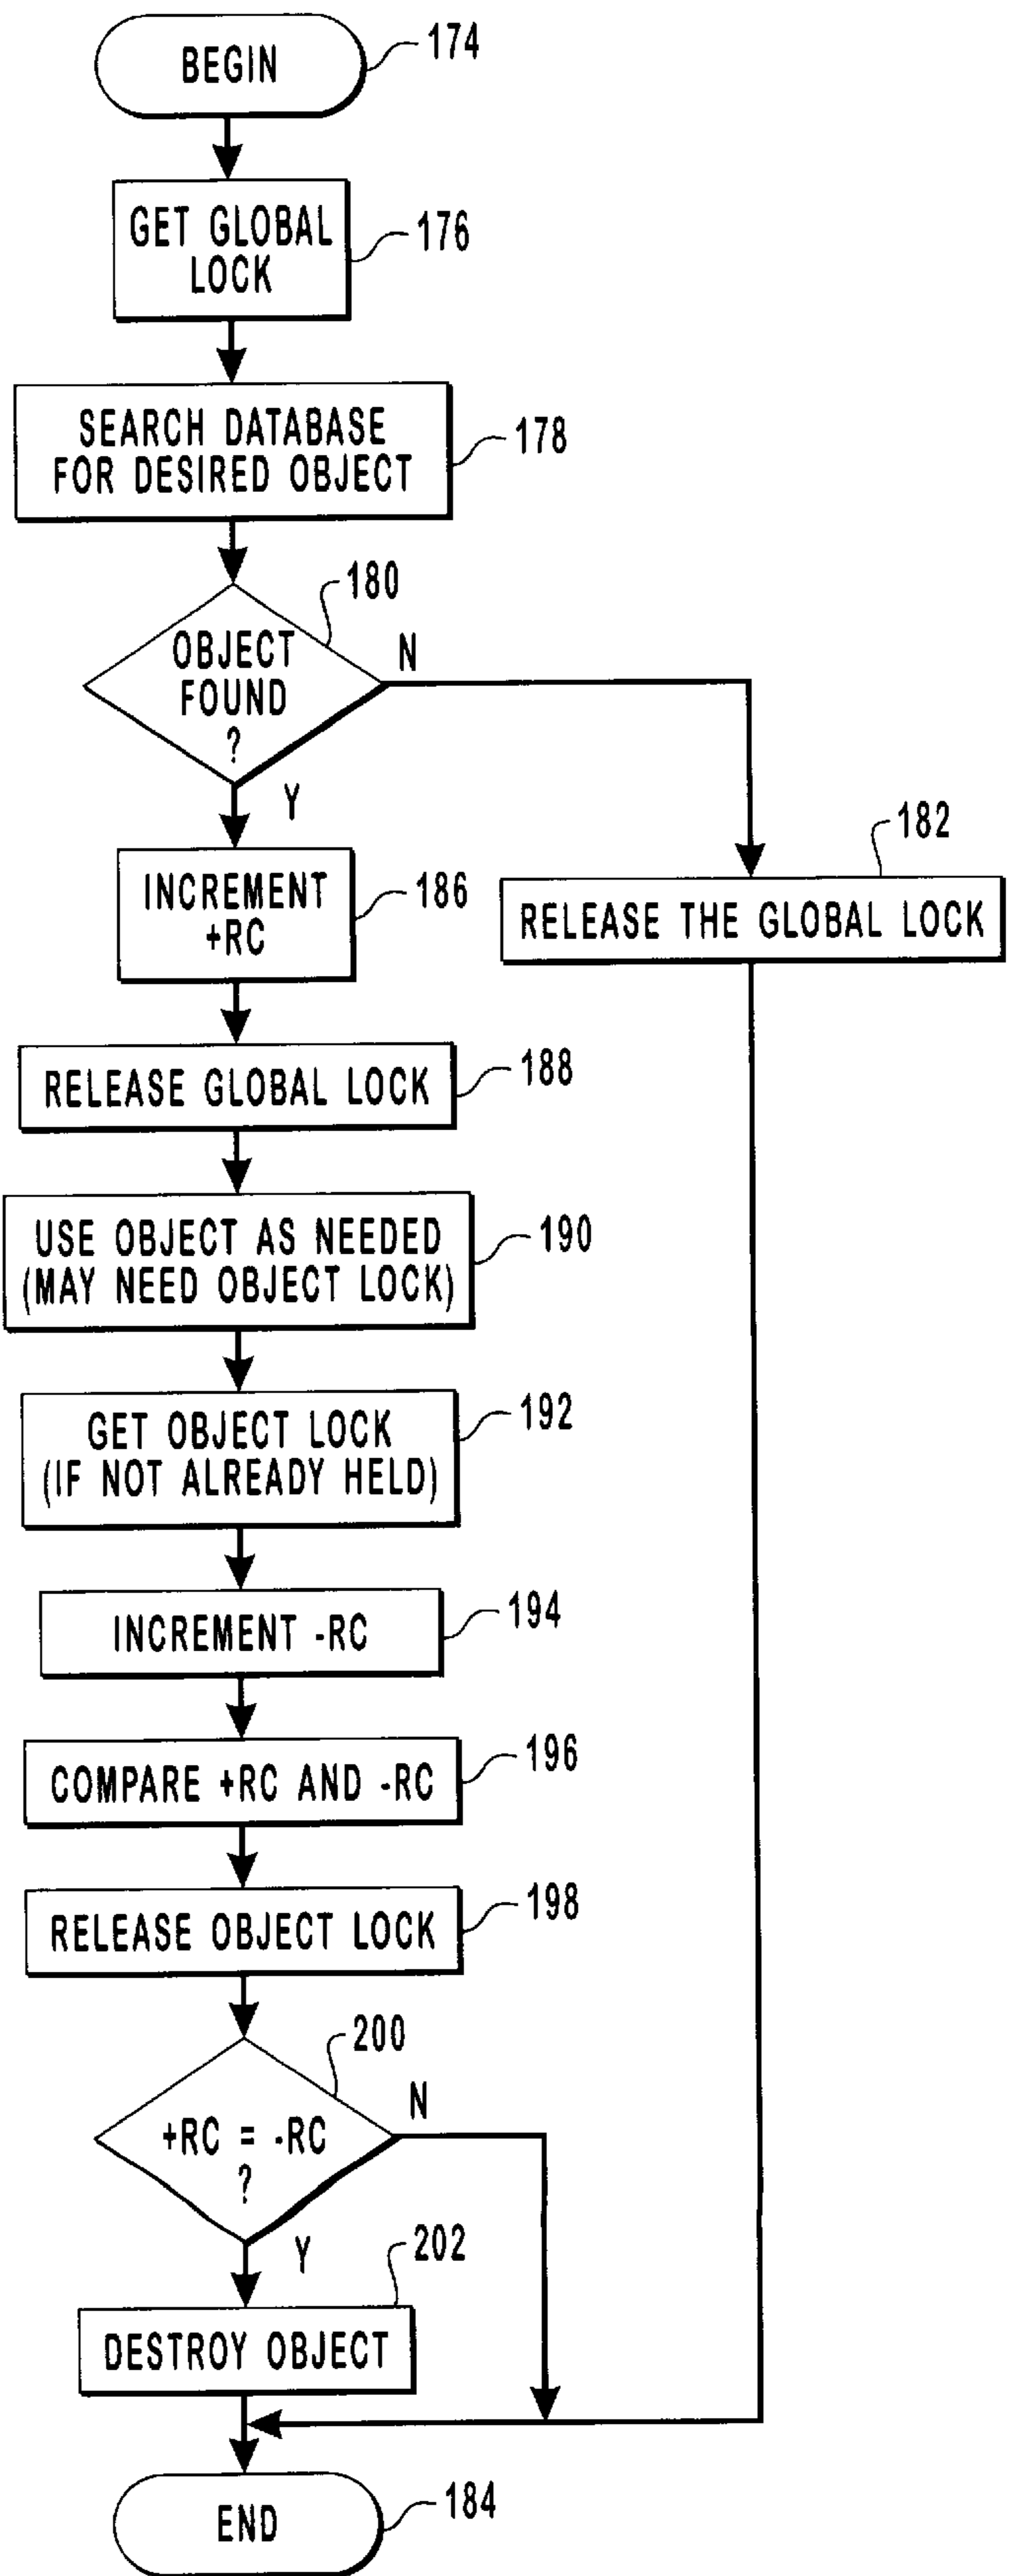 BEGIN
174
GET GLOBAL
LOCK
176
SEARCH DATABASE
FOR DESIRED OBJECT
178
180
OBJECT
FOUND
?
N
Y
182
RELEASE THE GLOBAL LOCK
INCREMENT
+RC
186
RELEASE GLOBAL LOCK
188
USE OBJECT AS NEEDED
(MAY NEED OBJECT LOCK)
190
GET OBJECT LOCK
(IF NOT ALREADY HELD)
192
INCREMENT -RC
194
COMPARE +RC AND -RC
196
RELEASE OBJECT LOCK
198
200
+RC = -RC
?
N
Y
202
DESTROY OBJECT
END
184